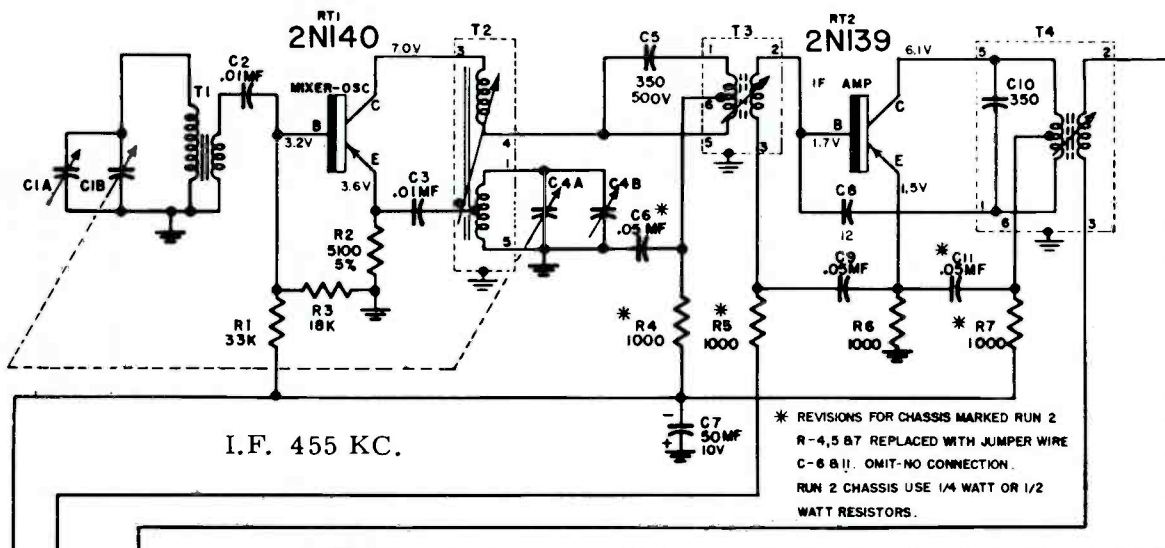 RT1
2N140
T2
C5
350
500V
T3
RT2
2N139
T4
7.0V
3
1
2
6.1V
5
2
C2
.01MF
T1
MIXER-OSC
C
B
3.2V
E
3.6V
C1A
C1B
C3
.01MF
4
5
C4A
C4B
C6 *
.05 MF
6
5
3
IF AMP
C
B
1.7V
E
1.5V
C10
350
C8
12
1
6
3
R2
5100
5%
R3
18K
R1
33K
* R4
1000
* R5
1000
C9
.05MF
R6
1000
* C11
.05MF
* R7
1000
I.F. 455 KC.
-
+
C7
50MF
10V
* REVISIONS FOR CHASSIS MARKED RUN 2
R-4,5 &7 REPLACED WITH JUMPER WIRE
C-6 & 11. OMIT-NO CONNECTION.
RUN 2 CHASSIS USE 1/4 WATT OR 1/2
WATT RESISTORS.